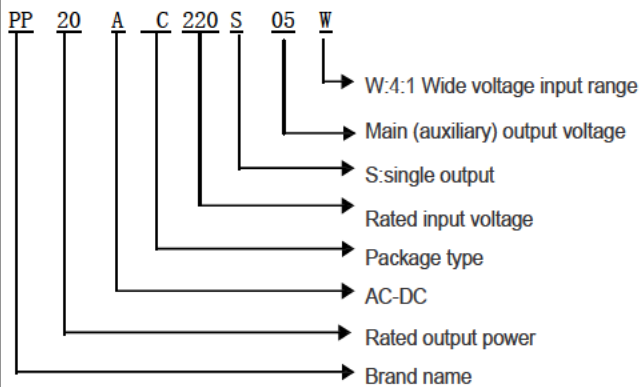 PP 20 A C 220 S 05 W
W:4:1 Wide voltage input range
Main (auxiliary) output voltage
S:single output
Rated input voltage
Package type
AC-DC
Rated output power
Brand name